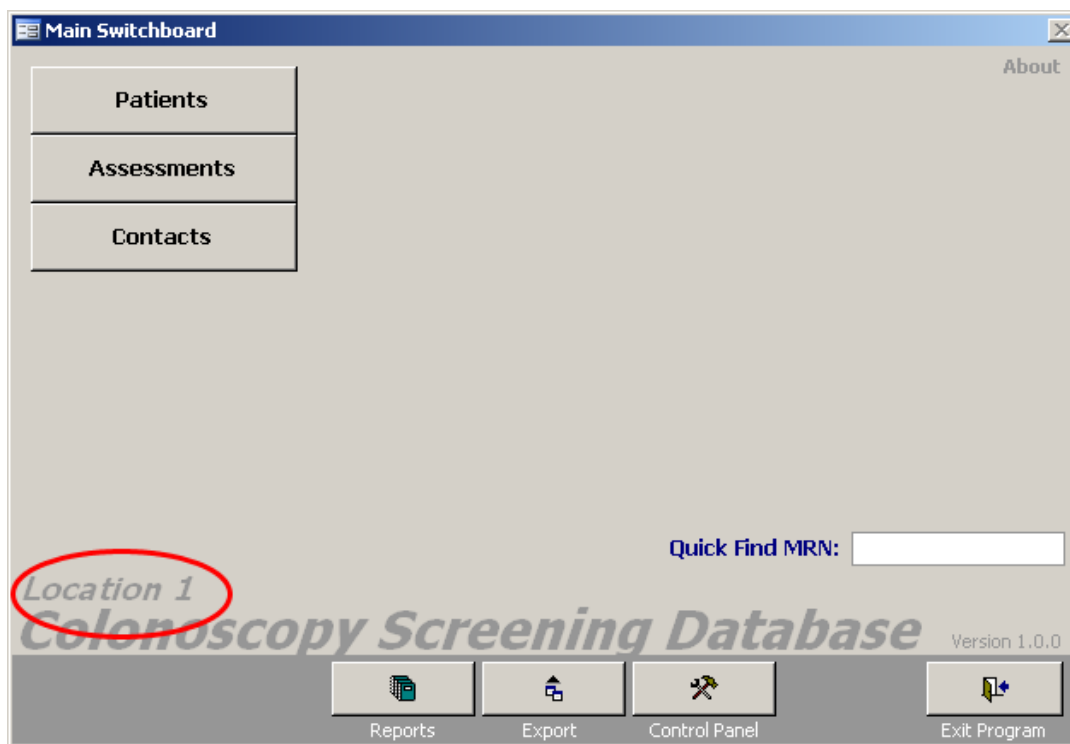 Main Switchboard
About
Patients
Assessments
Contacts
Quick Find MRN:
Location 1
Colonoscopy Screening Database
Version 1.0.0
Reports
Export
Control Panel
Exit Program